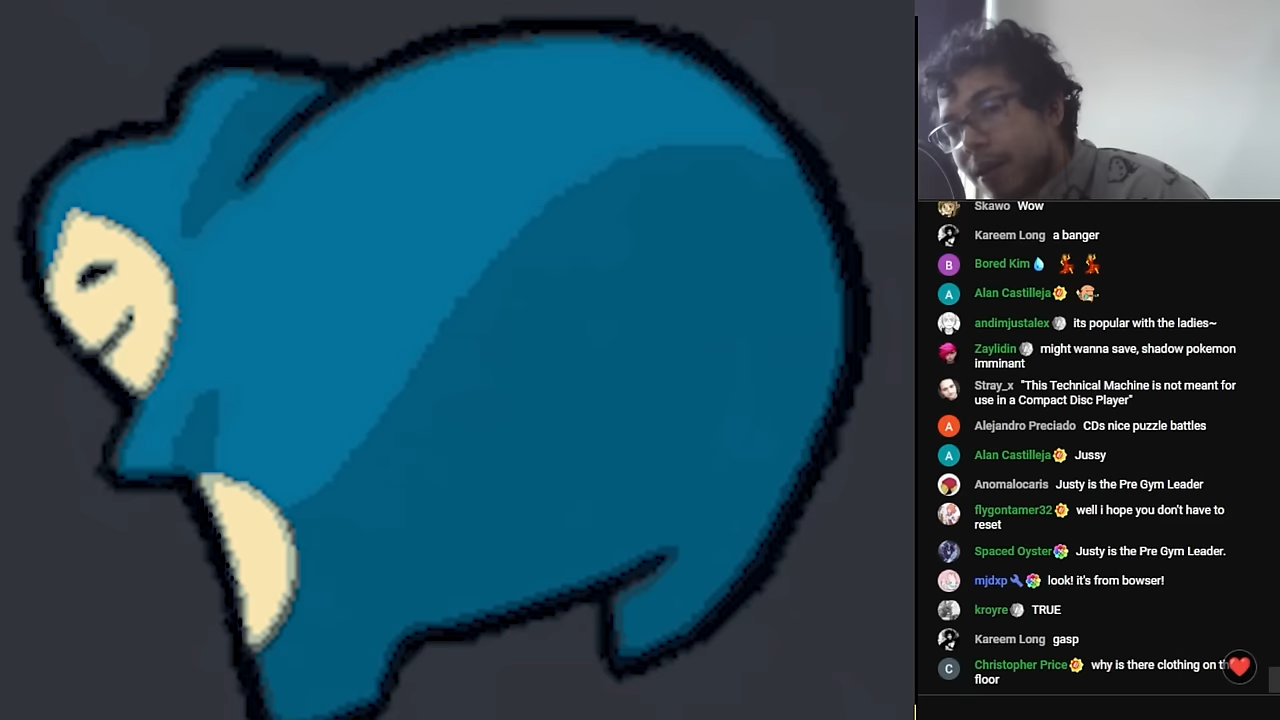 Skawo Wow
Kareem Long a banger
B Bored Kim
A Alan Castilleja
andimjustalex its popular with the ladies~
Zaylidin might wanna save, shadow pokemon
imminant
Stray_x "This Technical Machine is not meant for
use in a Compact Disc Player"
A Alejandro Preciado CDs nice puzzle battles
A Alan Castilleja Jussy
Anomalocaris Justy is the Pre Gym Leader
flygontamer32 well i hope you don't have to
reset
Spaced Oyster Justy is the Pre Gym Leader.
mjdxp look! it's from bowser!
kroyre TRUE
Kareem Long gasp
C Christopher Price why is there clothing on
floor